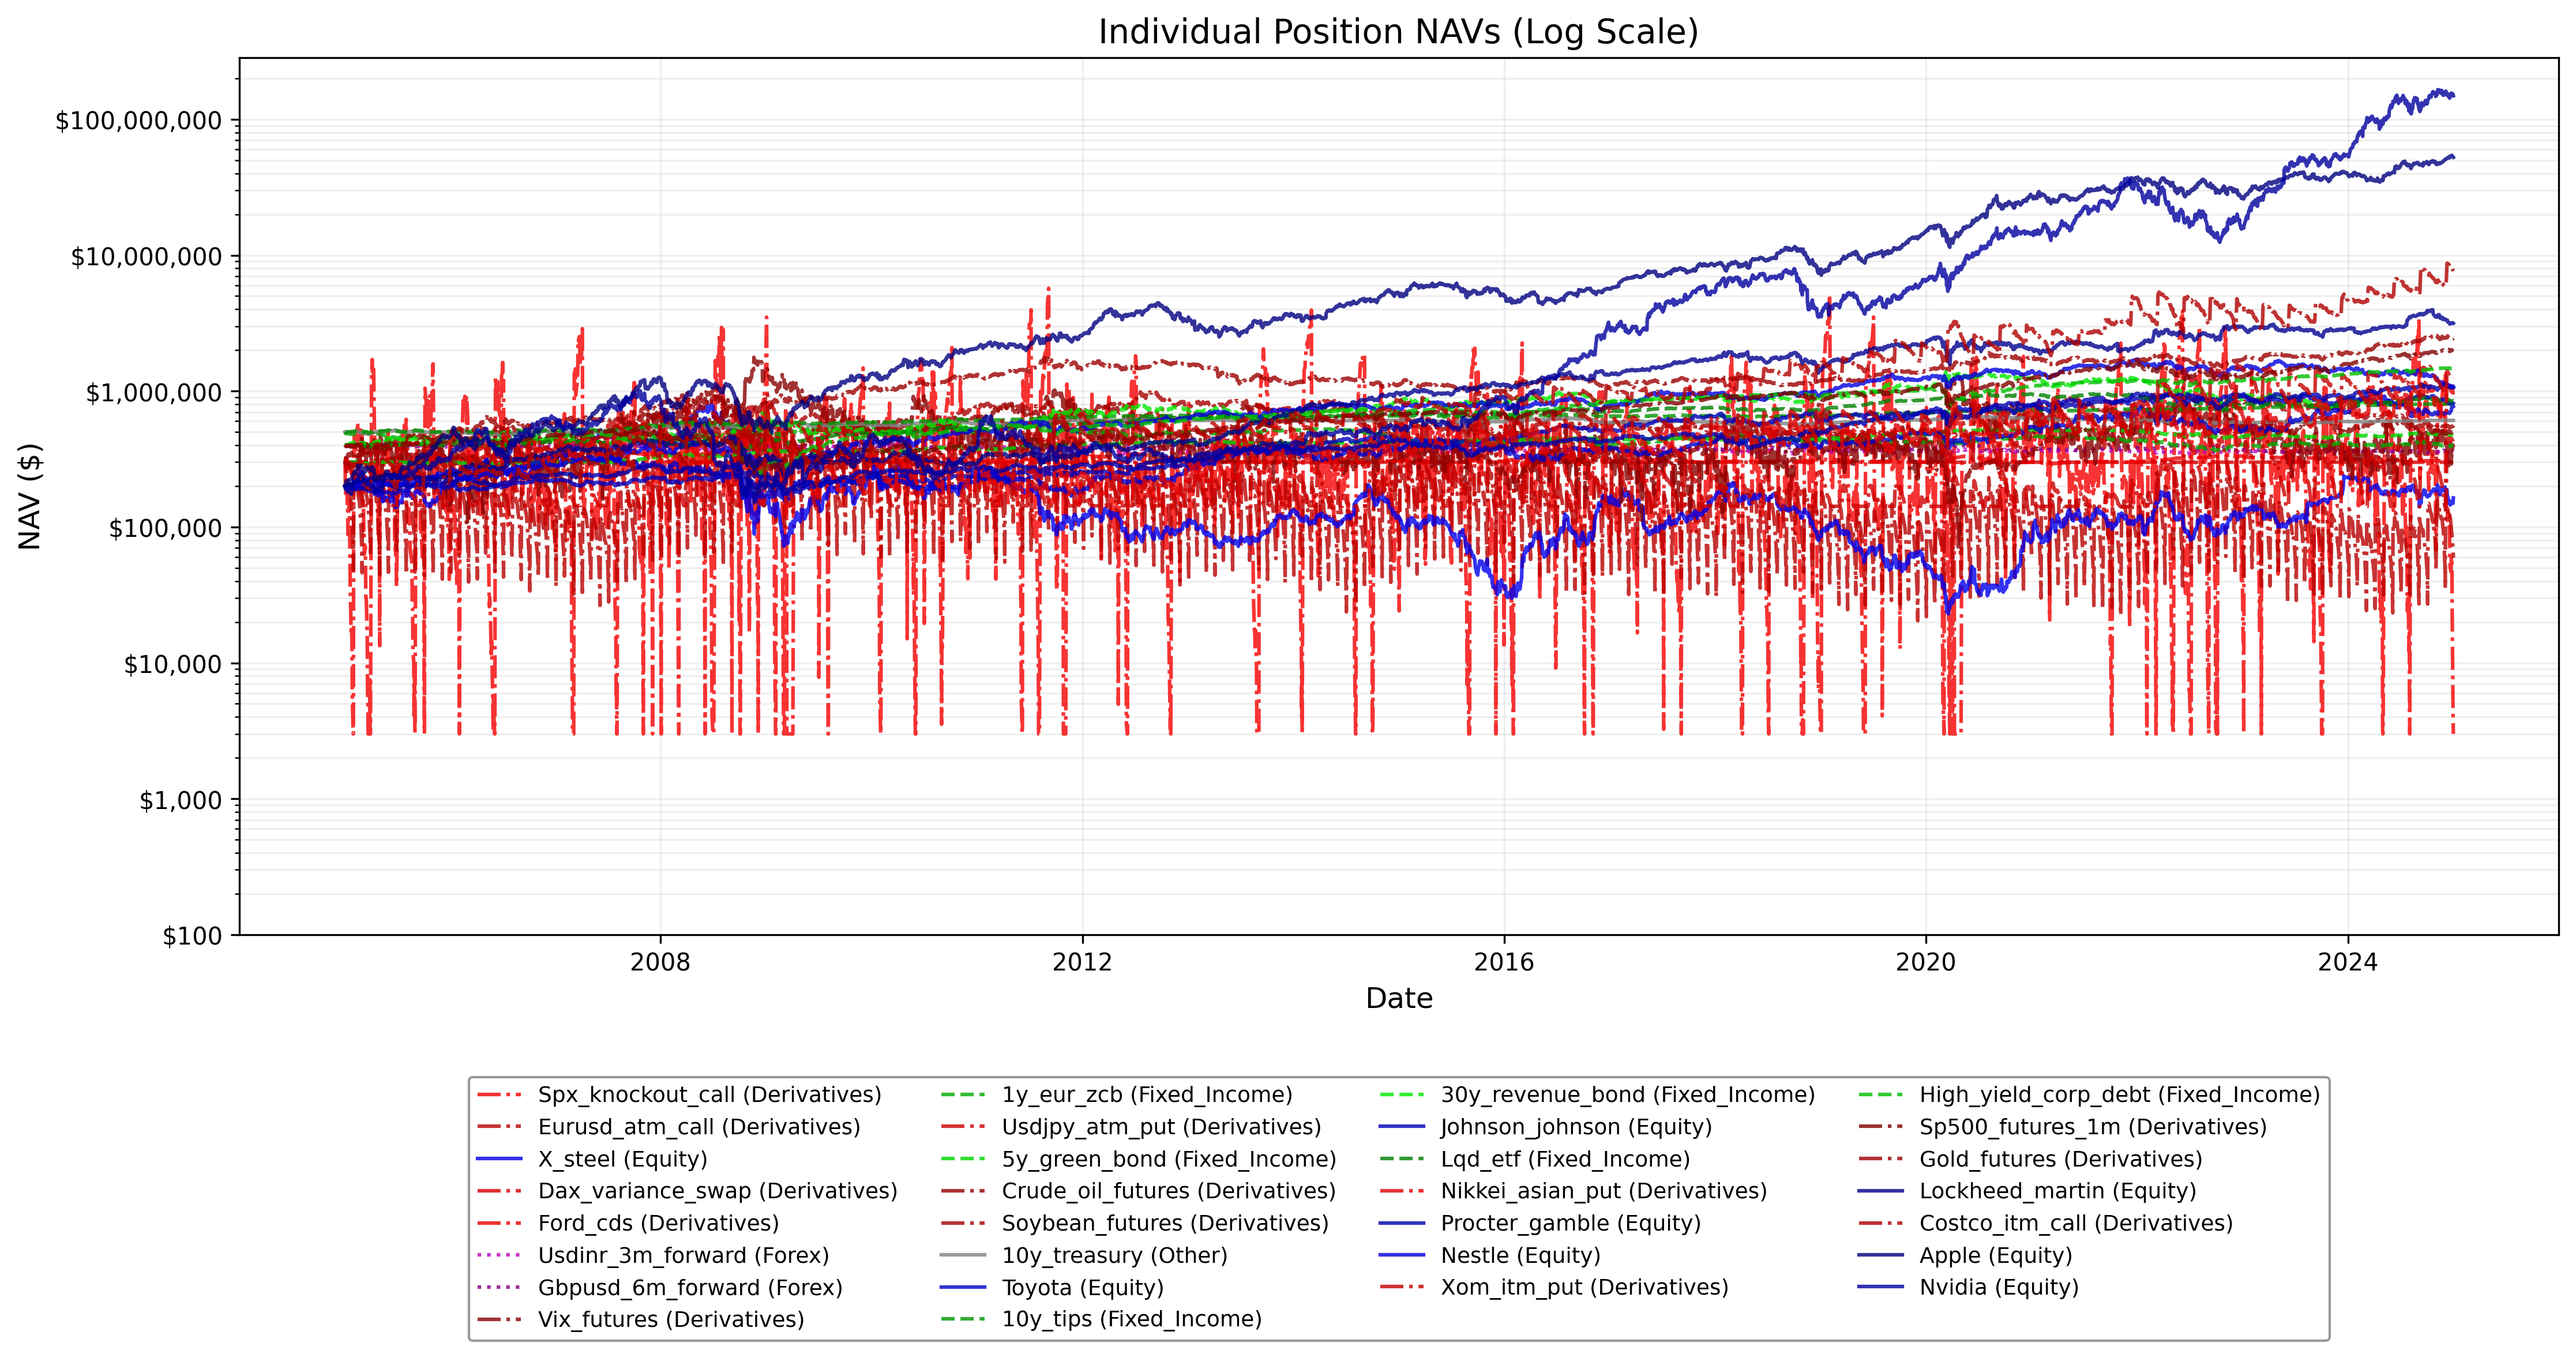 Individual Position NAVs (Log Scale)
NAV ($)
$100,000,000
$10,000,000
$1,000,000
$100,000
$10,000
$1,000
$100
2008 2012 2016 2020 2024
Date
Spx_knockout_call (Derivatives)
Eurusd_atm_call (Derivatives)
X_steel (Equity)
Dax_variance_swap (Derivatives)
Ford_cds (Derivatives)
Usdinr_3m_forward (Forex)
Gbpusd_6m_forward (Forex)
Vix_futures (Derivatives)
1y_eur_zcb (Fixed_Income)
Usdjpy_atm_put (Derivatives)
5y_green_bond (Fixed_Income)
Crude_oil_futures (Derivatives)
Soybean_futures (Derivatives)
10y_treasury (Other)
Toyota (Equity)
10y_tips (Fixed_Income)
30y_revenue_bond (Fixed_Income)
Johnson_johnson (Equity)
Lqd_etf (Fixed_Income)
Nikkei_asian_put (Derivatives)
Procter_gamble (Equity)
Nestle (Equity)
Xom_itm_put (Derivatives)
High_yield_corp_debt (Fixed_Income)
Sp500_futures_1m (Derivatives)
Gold_futures (Derivatives)
Lockheed_martin (Equity)
Costco_itm_call (Derivatives)
Apple (Equity)
Nvidia (Equity)